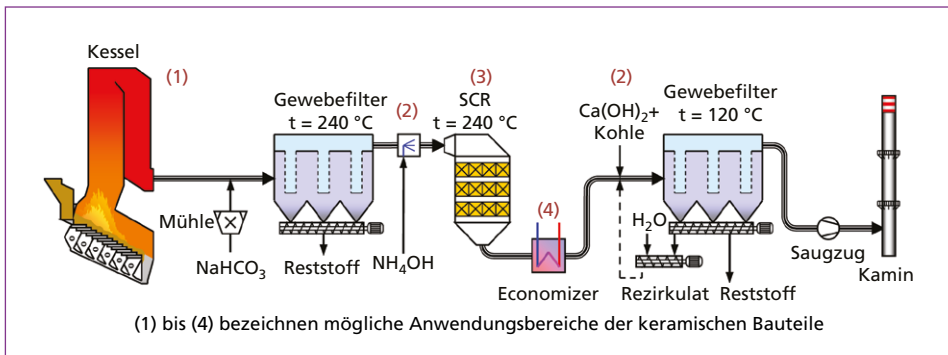 Kessel
(1)
Gewebefilter
t = 240 °C
(2)
(3)
SCR
t = 240 °C
(2)
Ca(OH)₂+
Kohle
Gewebefilter
t = 120 °C
Mühle
NaHCO₃
Reststoff
NH₄OH
(4)
Economizer
H₂O
Rezirkulat
Reststoff
Saugzug
Kamin
(1) bis (4) bezeichnen mögliche Anwendungsbereiche der keramischen Bauteile